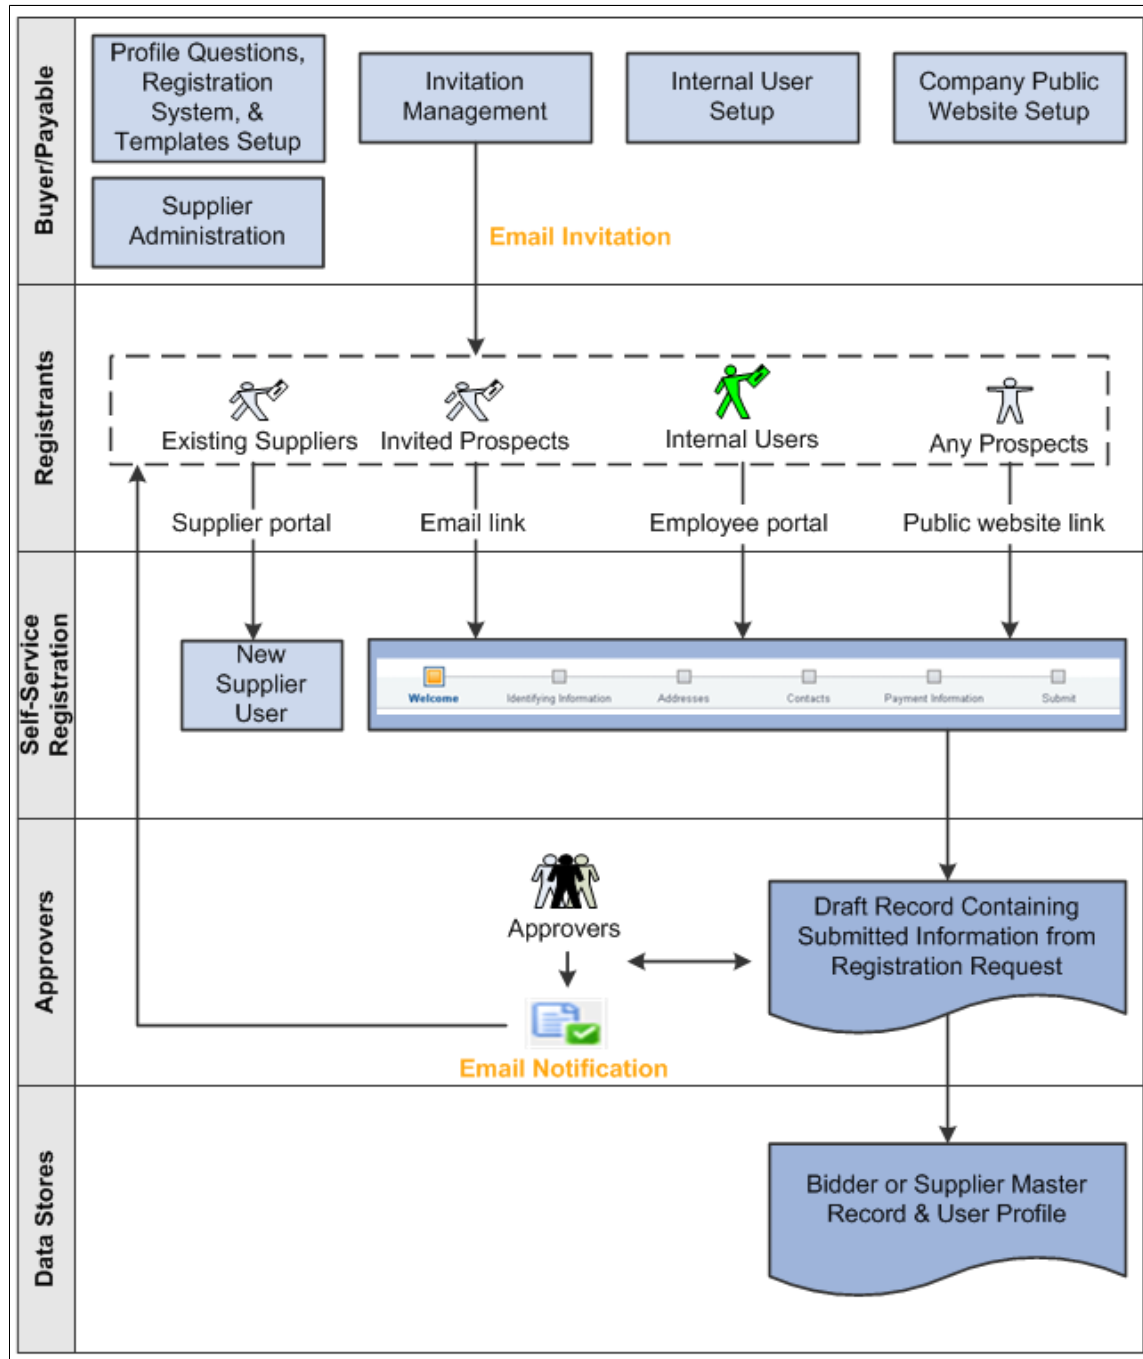 Buyer/Payable
Profile Questions,
Registration
System, &
Templates Setup
Invitation
Management
Internal User
Setup
Company Public
Website Setup
Supplier
Administration
Email Invitation
Registrants
Existing Suppliers
Invited Prospects
Internal Users
Any Prospects
Supplier portal
Email link
Employee portal
Public website link
Self-Service
Registration
New
Supplier
User
Welcome
Identifying Information
Addresses
Contacts
Payment Information
Submit
Approvers
Approvers
Email Notification
Draft Record Containing
Submitted Information from
Registration Request
Data Stores
Bidder or Supplier Master
Record & User Profile